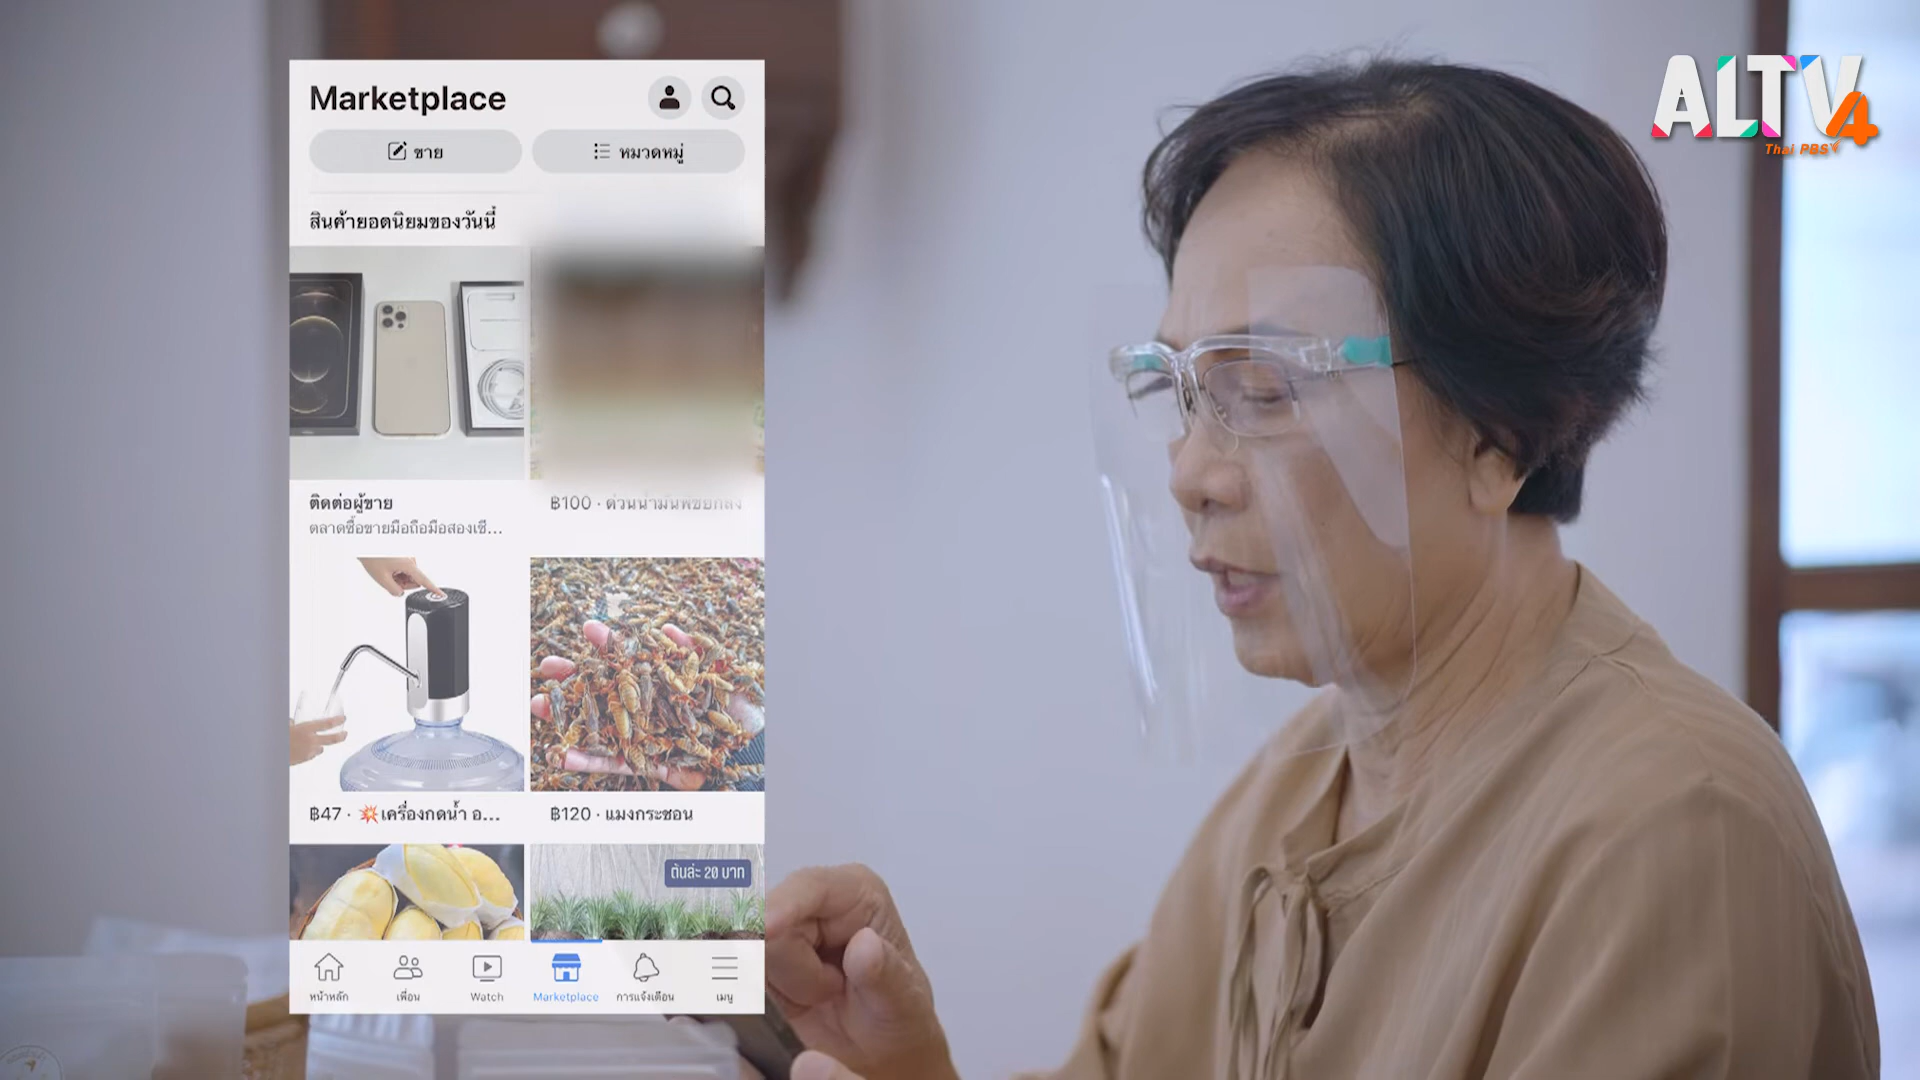 Marketplace
ขาย
หมวดหมู่
สินค้ายอดนิยมของวันนี้
ติดต่อผู้ขาย
ตลาดซื้อขายมือถือมือสองเชี...
฿100 ·
฿47 · 💥เครื่องกดน้ำ อ...
฿120 · แมงกระชอน
ต้นล่ะ 20 บาท
หน้าหลัก
เพื่อน
Watch
Marketplace
การแจ้งเตือน
เมนู
ALTV4
Thai PBS